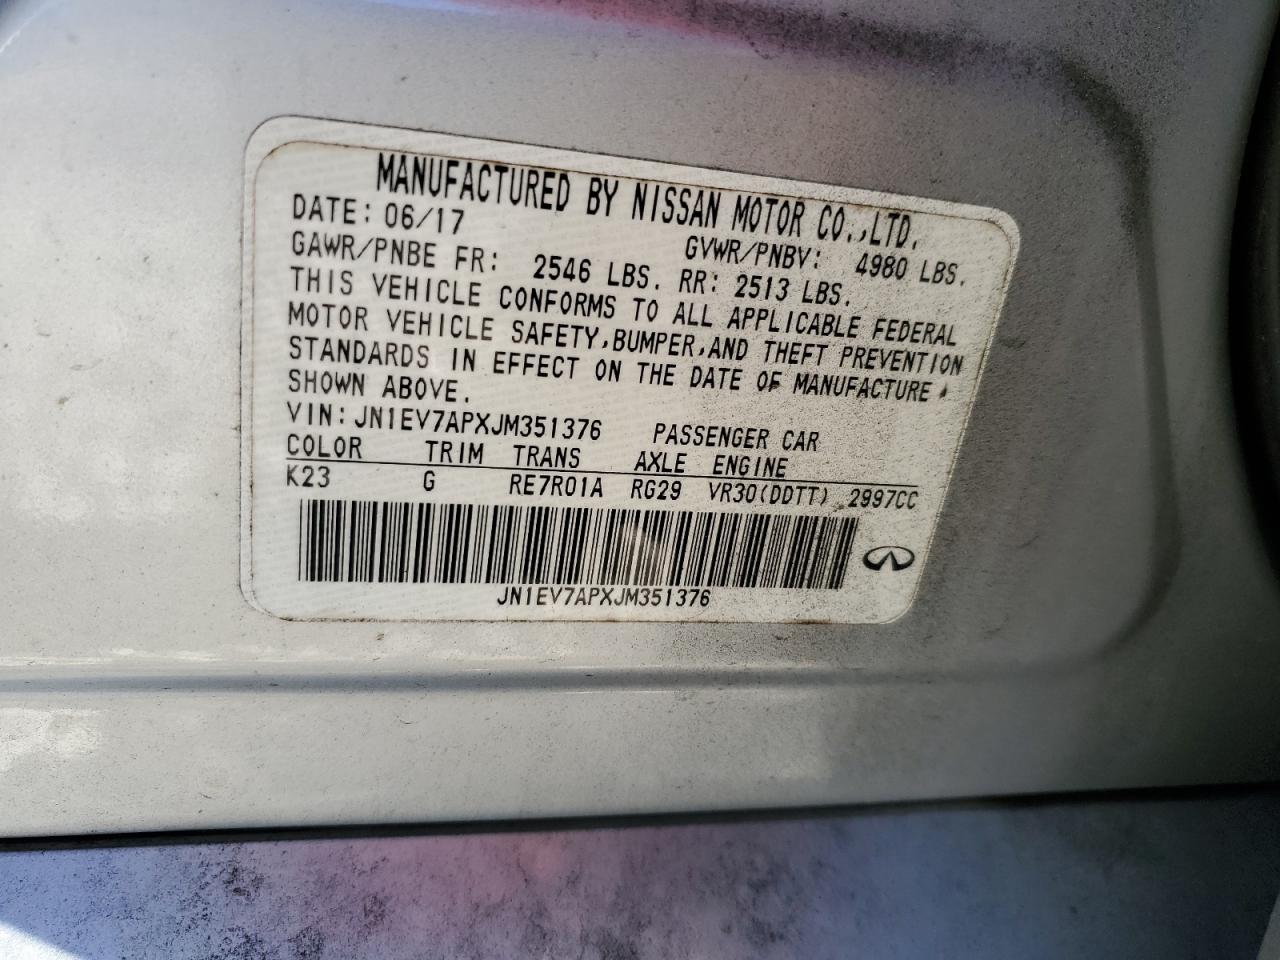 MANUFACTURED BY NISSAN MOTOR CO.,LTD.
DATE: 06/17 GVWR/PNBV: 4980 LBS.
GAWR/PNBE FR: 2546 LBS. RR: 2513 LBS.
THIS VEHICLE CONFORMS TO ALL APPLICABLE FEDERAL
MOTOR VEHICLE SAFETY,BUMPER,AND THEFT PREVENTION
STANDARDS IN EFFECT ON THE DATE OF MANUFACTURE
SHOWN ABOVE.
VIN:JN1EV7APXJM351376 PASSENGER CAR
COLOR TRIM TRANS AXLE ENGINE
K23 G RE7R01A RG29 VR30(DDTT) 2997CC
JN1EV7APXJM351376